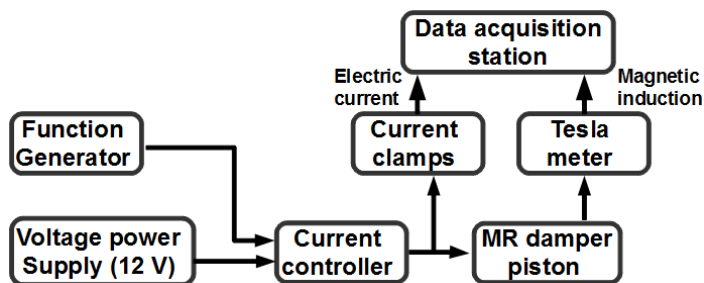 Data acquisition
station
Electric
current
Magnetic
induction
Function
Generator
Current
clamps
Tesla
meter
Voltage power
Supply (12 V)
Current
controller
MR damper
piston